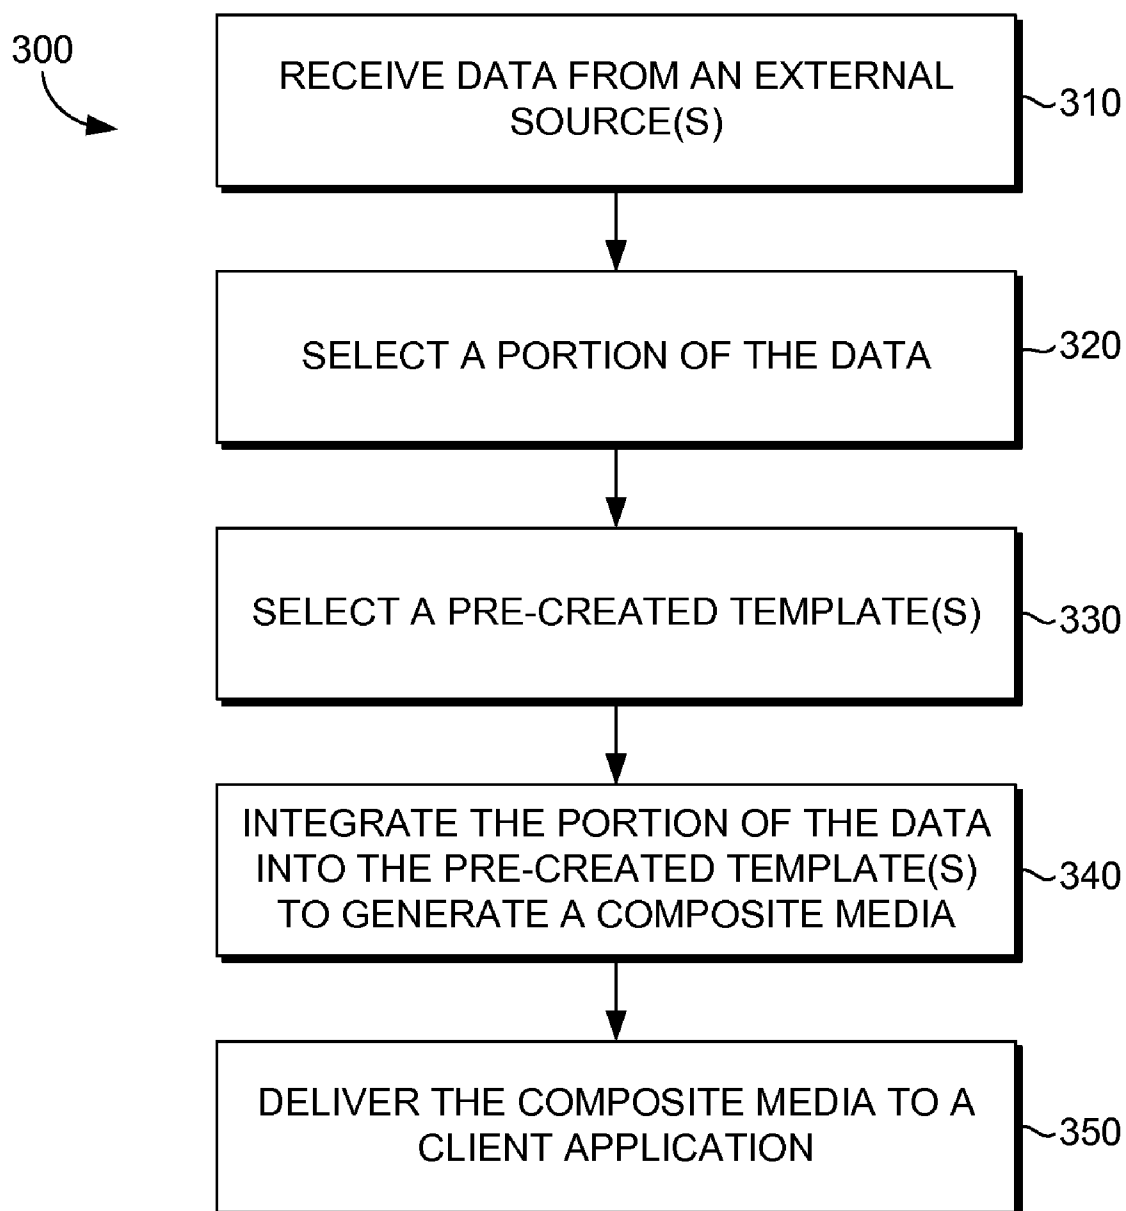 300
RECEIVE DATA FROM AN EXTERNAL
SOURCE(S)
310
SELECT A PORTION OF THE DATA
320
SELECT A PRE-CREATED TEMPLATE(S)
330
INTEGRATE THE PORTION OF THE DATA
INTO THE PRE-CREATED TEMPLATE(S)
TO GENERATE A COMPOSITE MEDIA
340
DELIVER THE COMPOSITE MEDIA TO A
CLIENT APPLICATION
350